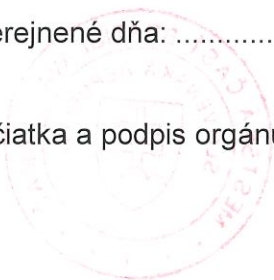 erejnené dňa: .............
čiatka a podpis orgánu